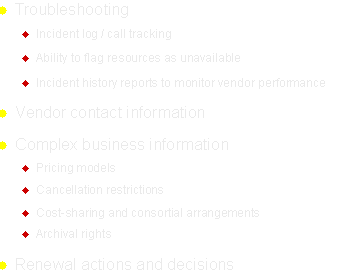 Troubleshooting
Incident log / call tracking
Ability to flag resources as unavailable
Incident history reports to monitor vendor performance
Vendor contact information
Complex business information
Pricing models
Cancellation restrictions
Cost-sharing and consortial arrangements
Archival rights
Renewal actions and decisions